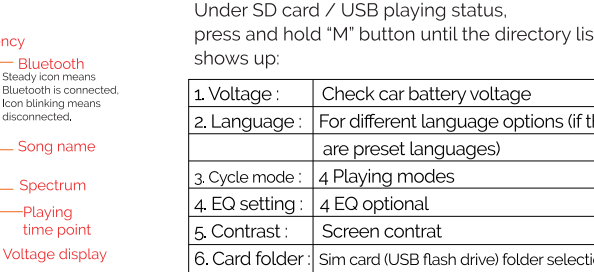 Under SD card / USB playing status,
press and hold “M” button until the directory lis
shows up:
ncy
Bluetooth
Steady icon means
Bluetooth is connected.
Icon blinking means
disconnected,
Song name
Spectrum
Playing
time point
Voltage display
1. Voltage : Check car battery voltage
2. Language : For different language options (if th
are preset languages)
3. Cycle mode : 4 Playing modes
4. EQ setting : 4 EQ optional
5. Contrast : Screen contrat
6. Card folder : Sim card (USB flash drive) folder selecti